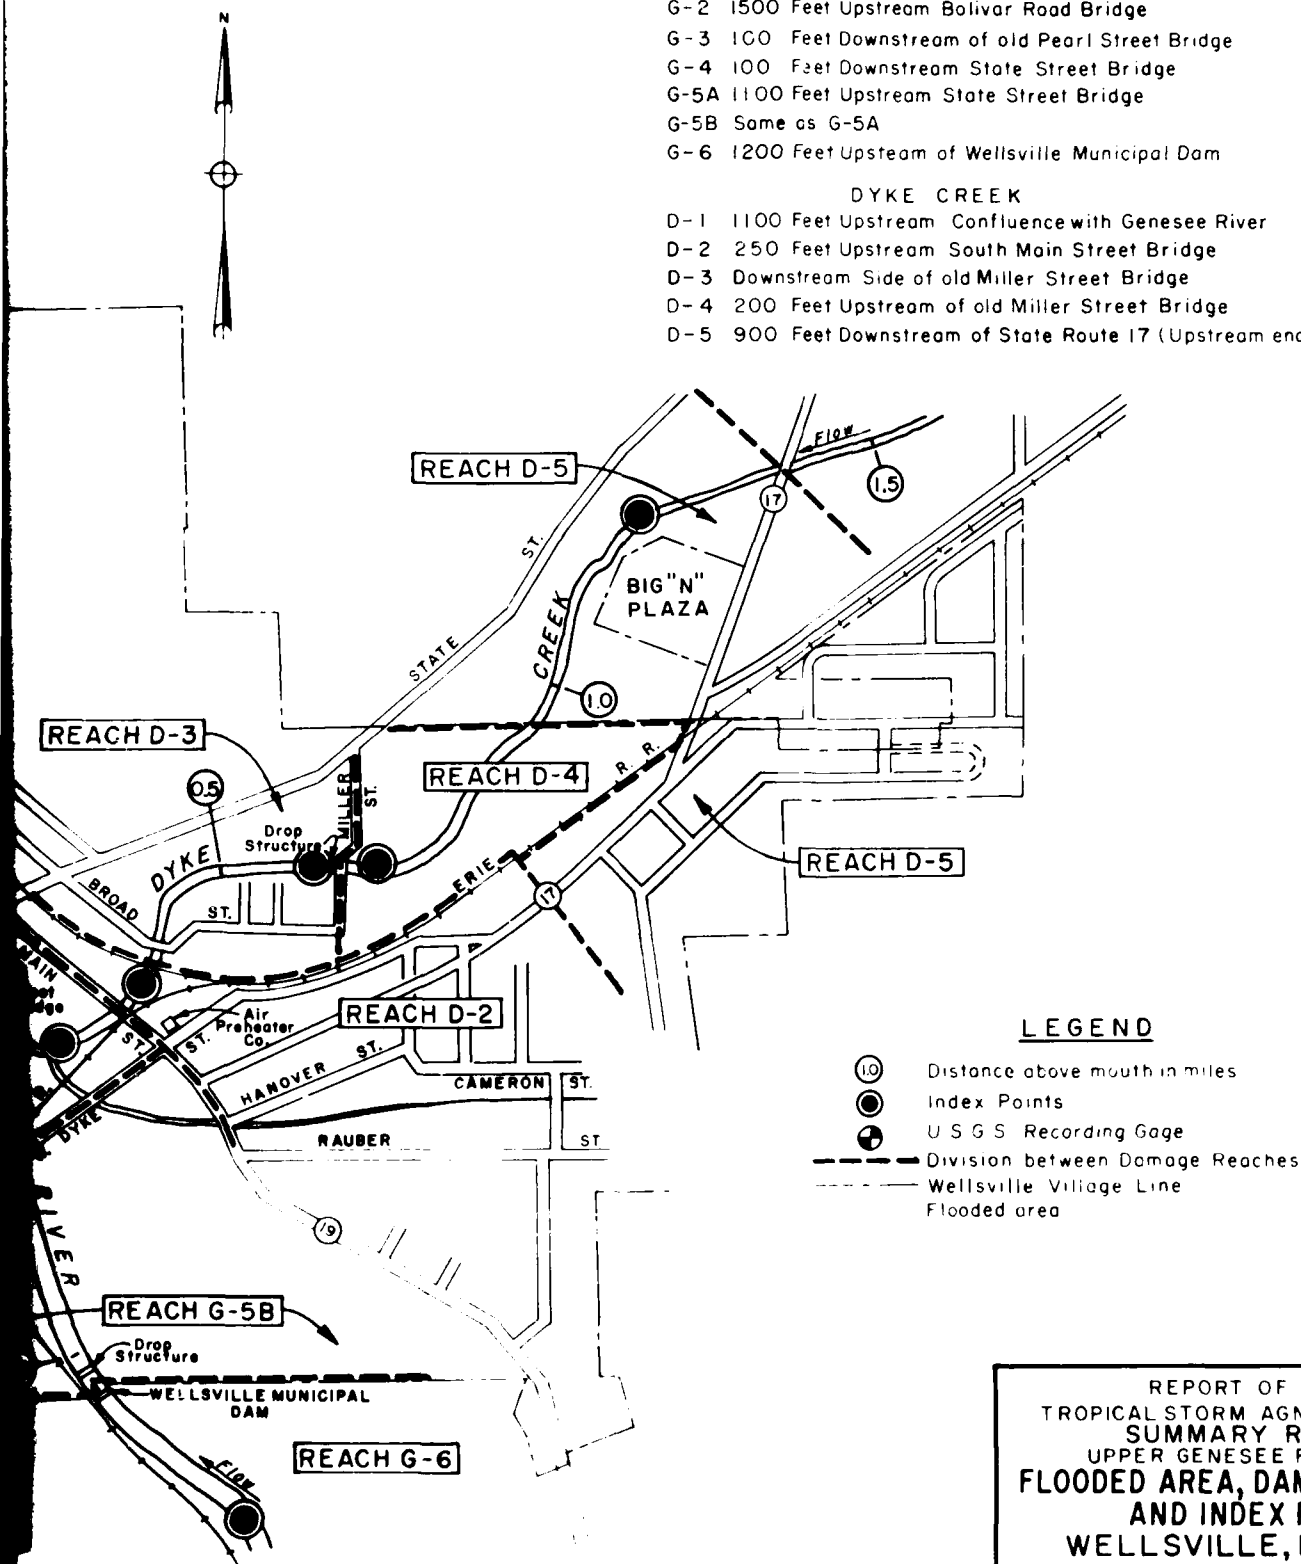 N
G-2 1500 Feet Upstream Bolivar Road Bridge
G-3 100 Feet Downstream of old Pearl Street Bridge
G-4 100 Feet Downstream State Street Bridge
G-5A 1100 Feet Upstream State Street Bridge
G-5B Same as G-5A
G-6 1200 Feet Upsteam of Wellsville Municipal Dam
DYKE CREEK
D-1 1100 Feet Upstream Confluence with Genesee River
D-2 250 Feet Upstream South Main Street Bridge
D-3 Downstream Side of old Miller Street Bridge
D-4 200 Feet Upstream of old Miller Street Bridge
D-5 900 Feet Downstream of State Route 17 (Upstream end
Flow
REACH D-5
1.5
17
ST.
BIG "N"
PLAZA
CREEK
STATE
1.0
REACH D-3
R. R.
REACH D-4
MILLER
ST.
0.5
Drop
Structure
REACH D-5
DYKE
ERIE
17
BROAD
ST.
MAIN
Air
Preheater
Co.
REACH D-2
ST.
ST.
ST.
HANOVER
CAMERON ST.
DYKE
RAUBER ST
LEGEND
1.0 Distance above mouth in miles
Index Points
U S G S Recording Gage
Division between Damage Reaches
Wellsville Village Line
Flooded area
RIVER
19
REACH G-5B
Drop
Structure
WELLSVILLE MUNICIPAL
DAM
REACH G-6
Flow
REPORT OF
TROPICAL STORM AGN
SUMMARY R
UPPER GENESEE
FLOODED AREA, DAM
AND INDEX
WELLSVILLE,